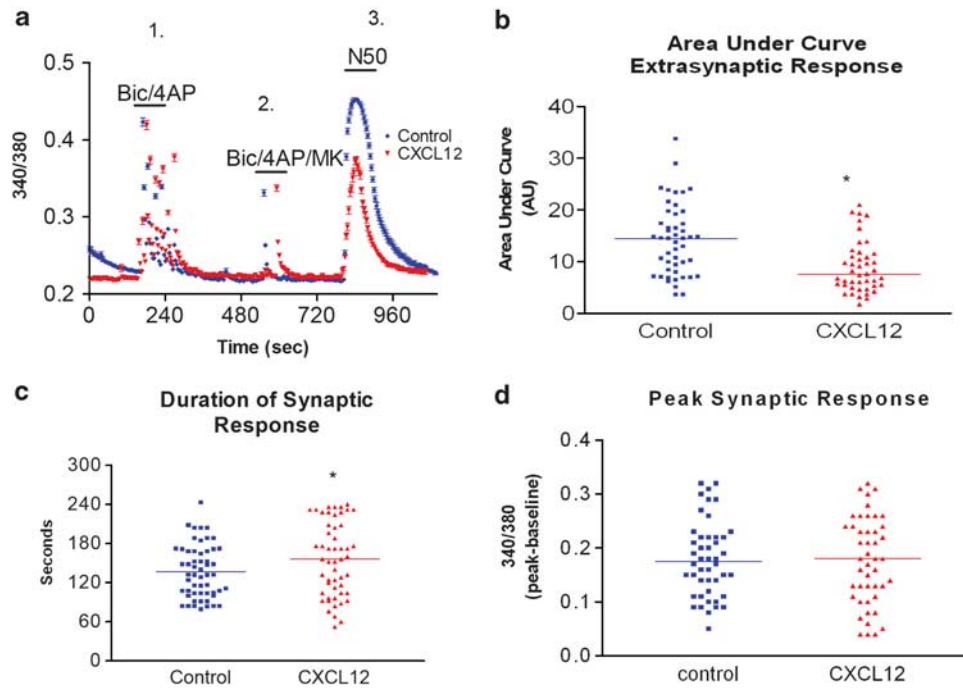 a
1.
2.
3.
Bic/4AP
Bic/4AP/MK
N50
Control
CXCL12
340/380
0.5
0.4
0.3
0.2
0
240
480
720
960
Time (sec)
b
Area Under Curve
Extrasynaptic Response
Area Under Curve
(AU)
40
30
20
10
0
*
Control
CXCL12
c
Duration of Synaptic
Response
Seconds
300
240
180
120
60
0
*
Control
CXCL12
d
Peak Synaptic Response
340/380
(peak-baseline)
0.4
0.3
0.2
0.1
0.0
control
CXCL12